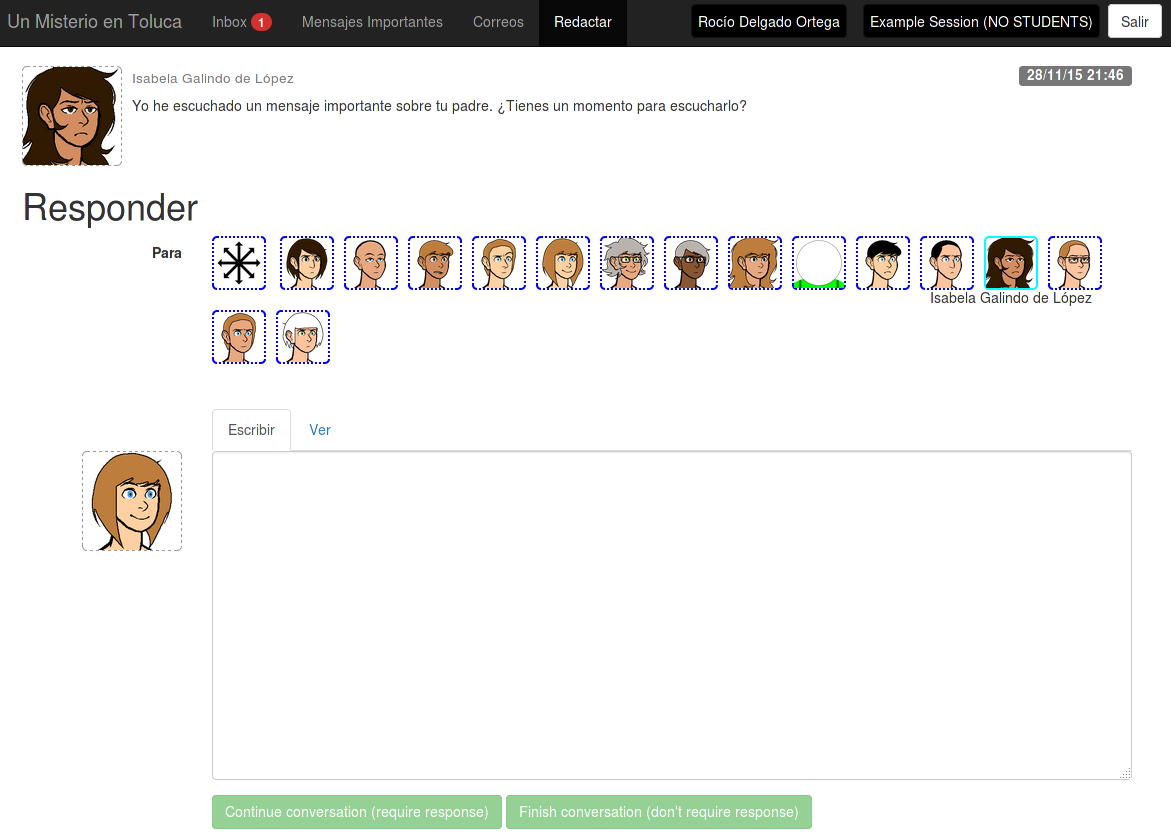 Un Misterio en Toluca Inbox 1 Mensajes Importantes Correos Redactar Rocío Delgado Ortega Example Session (NO STUDENTS) Salir
Isabela Galindo de López 28/11/15 21:46
Yo he escuchado un mensaje importante sobre tu padre. ¿Tienes un momento para escucharlo?
Responder
Para
Isabela Galindo de López
Escribir Ver
Continue conversation (require response) Finish conversation (don't require response)